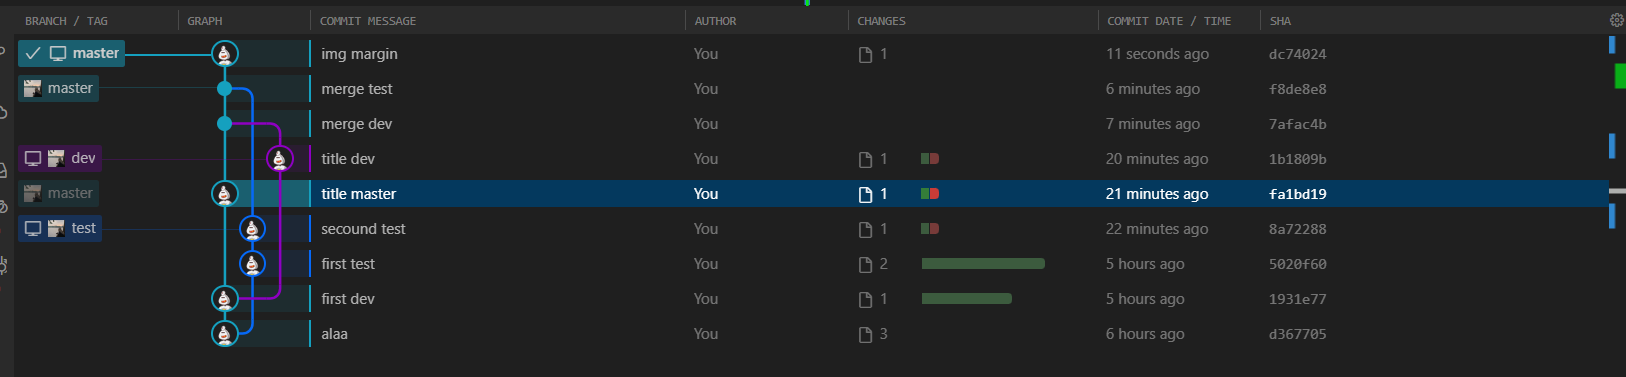 BRANCH / TAG GRAPH COMMIT MESSAGE AUTHOR CHANGES COMMIT DATE / TIME SHA
master img margin You 1 11 seconds ago dc74024
master merge test You 6 minutes ago f8de8e8
merge dev You 7 minutes ago 7afac4b
dev title dev You 1 20 minutes ago 1b1809b
master title master You 1 21 minutes ago fa1bd19
test secound test You 1 22 minutes ago 8a72288
first test You 2 5 hours ago 5020f60
first dev You 1 5 hours ago 1931e77
alaa You 3 6 hours ago d367705